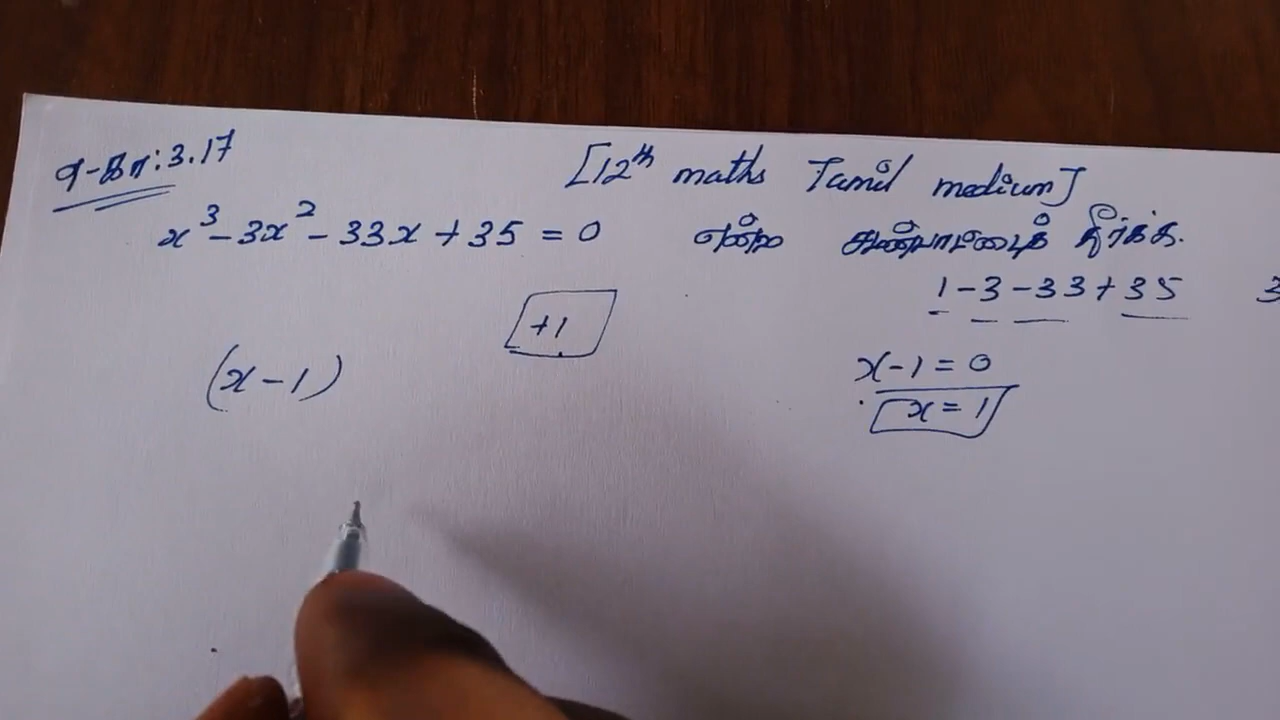 எ-கா: 3.17
[12th maths Tamil medium]
x³ - 3x² - 33x + 35 = 0 என்ற சமன்பாட்டைத் தீர்க்க.
1 - 3 - 33 + 35 3
+1
(x - 1)
x - 1 = 0
x = 1